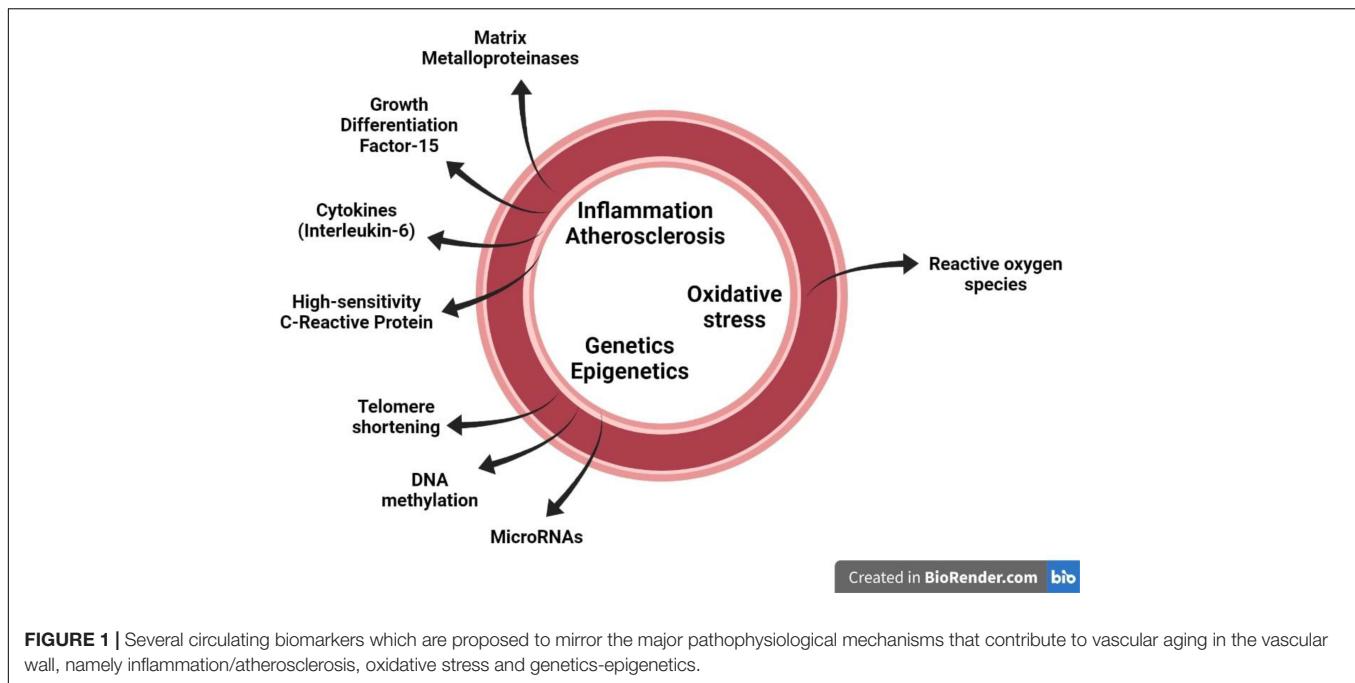 Matrix
Metalloproteinases
Growth
Differentiation
Factor-15
Cytokines
(Interleukin-6)
High-sensitivity
C-Reactive Protein
Telomere
shortening
DNA
methylation
MicroRNAs
Inflammation
Atherosclerosis
Oxidative
stress
Genetics
Epigenetics
Reactive oxygen
species
Created in BioRender.com bio
FIGURE 1 | Several circulating biomarkers which are proposed to mirror the major pathophysiological mechanisms that contribute to vascular aging in the vascular
wall, namely inflammation/atherosclerosis, oxidative stress and genetics-epigenetics.